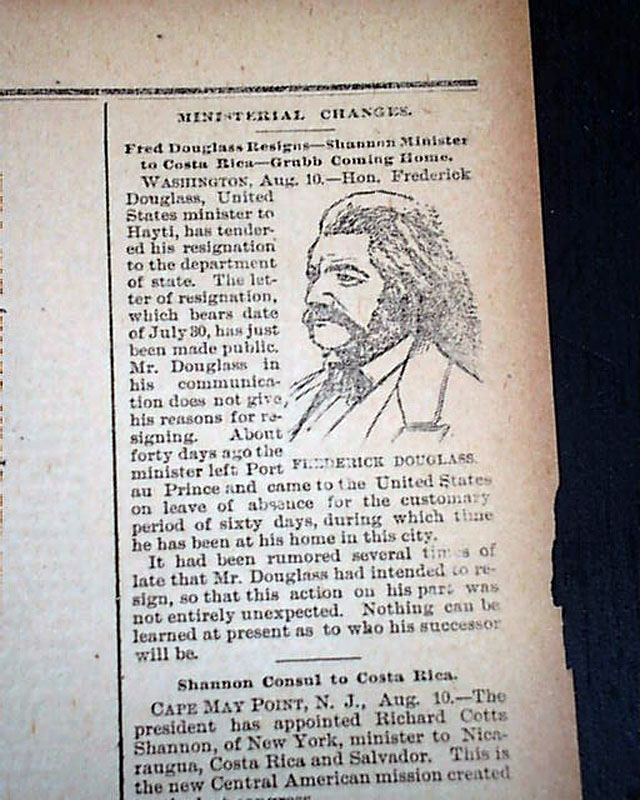 MINISTERIAL CHANGES.
Fred Douglass Resigns—Shannon Minister
to Costa Rica—Grubb Coming Home.
WASHINGTON, Aug. 10.—Hon. Frederick
Douglass, United
States minister to
Hayti, has tender-
ed his resignation
to the department
of state. The let-
ter of resignation,
which bears date
of July 30, has just
been made public.
Mr. Douglass in
his communica-
tion does not give,
his reasons for re-
signing. About
forty days ago the
minister left Port
FREDERICK DOUGLASS.
au Prince and came to the United States
on leave of absence for the customary
period of sixty days, during which time
he has been at his home in this city.
It had been rumored several times of
late that Mr. Douglass had intended to re-
sign, so that this action on his part was
not entirely unexpected. Nothing can be
learned at present as to who his successor
will be.
Shannon Consul to Costa Rica.
CAPE MAY POINT, N. J., Aug. 10.—The
president has appointed Richard Cotts
Shannon, of New York, minister to Nica-
raugua, Costa Rica and Salvador. This is
the new Central American mission created